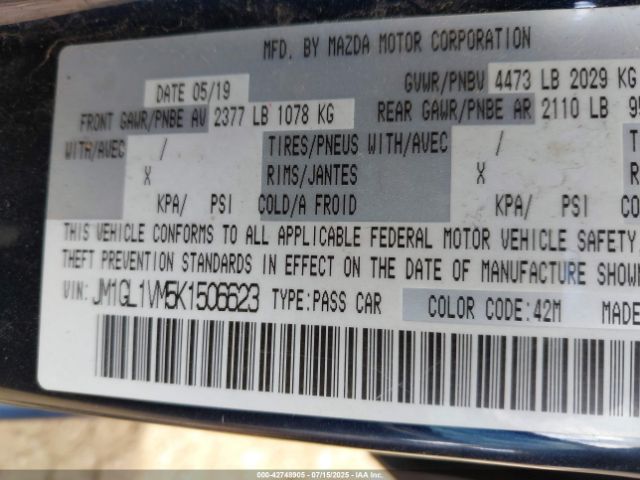 MFD. BY MAZDA MOTOR CORPORATION
DATE 05/19 GVWR/PNBV 4473 LB 2029 KG
FRONT GAWR/PNBE AV 2377 LB 1078 KG REAR GAWR/PNBE AR 2110 LB
WITH/AVEC / TIRES/PNEUS WITH/AVEC /
X RIMS/JANTES X
KPA/ PSI COLD/A FROID KPA/ PSI
THIS VEHICLE CONFORMS TO ALL APPLICABLE FEDERAL MOTOR VEHICLE SAFETY
THEFT PREVENTION STANDARDS IN EFFECT ON THE DATE OF MANUFACTURE SHOWN
VIN: JM1GL1VM5K1506623 TYPE:PASS CAR COLOR CODE:42M MADE
000-42748905 07/15/2025 - IAAI.COM